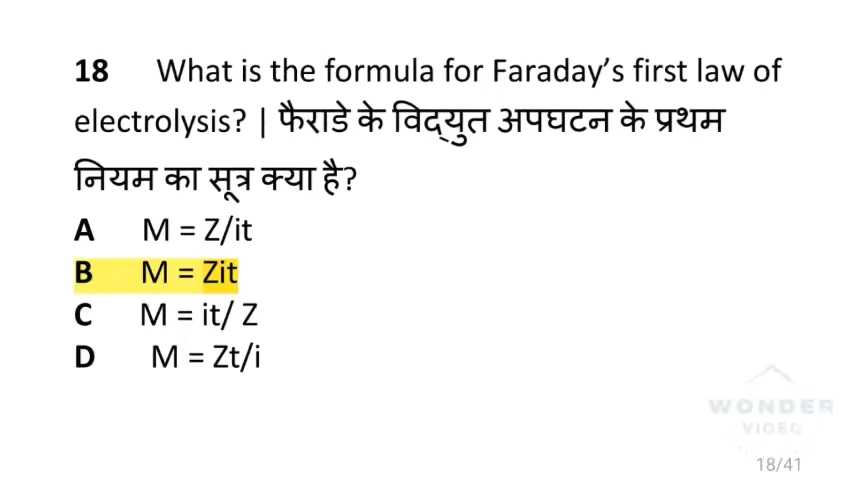 18 What is the formula for Faraday’s first law of
electrolysis? | फैराडे के विद्युत अपघटन के प्रथम
नियम का सूत्र क्या है?
A M = Z/it
B M = Zit
C M = it/ Z
D M = Zt/i
WONDER
VIDEO
18/41